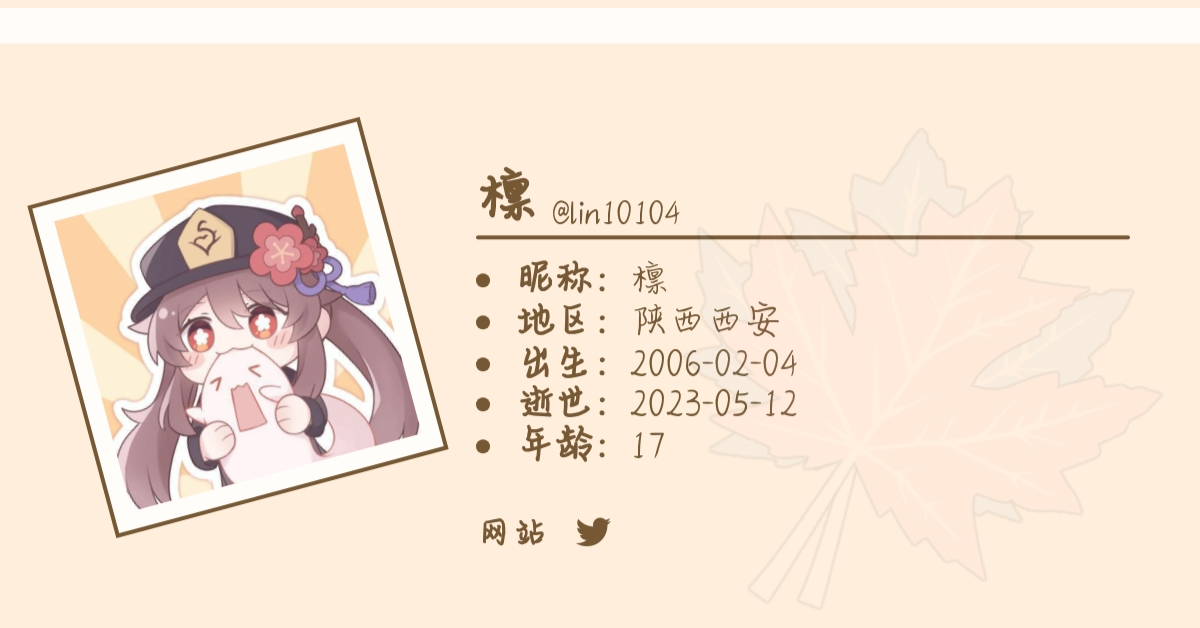 檩 @lin10104
昵称：檩
地区：陕西西安
出生：2006-02-04
逝世：2023-05-12
年龄：17
网站